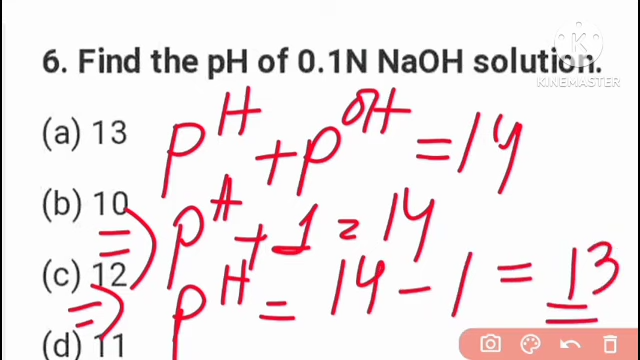 6. Find the pH of 0.1N NaOH solution.
KINEMASTER
(a) 13
pH + pOH = 14
(b) 10
⇒ pH + 1 = 14
(c) 12
⇒ pH = 14 - 1 = 13
(d) 11